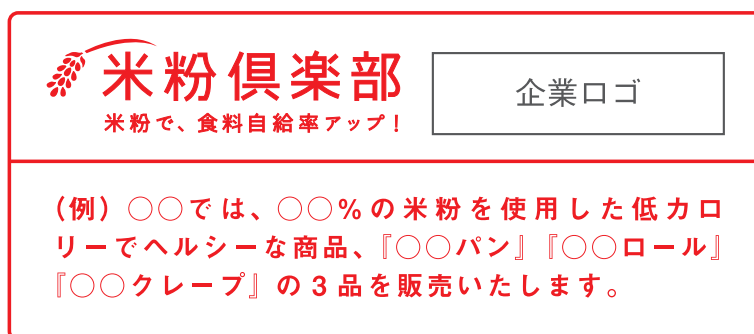 米粉倶楽部
米粉で、食料自給率アップ！
企業ロゴ
（例）○○では、○○％の米粉を使用した低カロ
リーでヘルシーな商品、『○○パン』『○○ロール』
『○○クレープ』の３品を販売いたします。